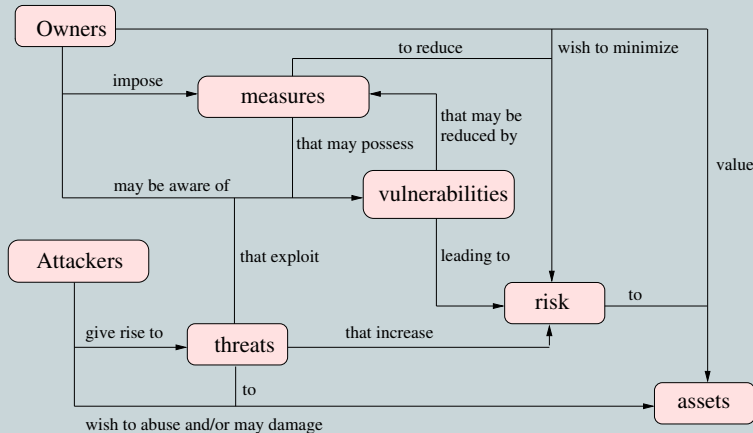 Owners
to reduce
wish to minimize
impose
measures
that may be
reduced by
that may possess
value
may be aware of
vulnerabilities
Attackers
that exploit
leading to
risk
to
give rise to
threats
that increase
to
assets
wish to abuse and/or may damage